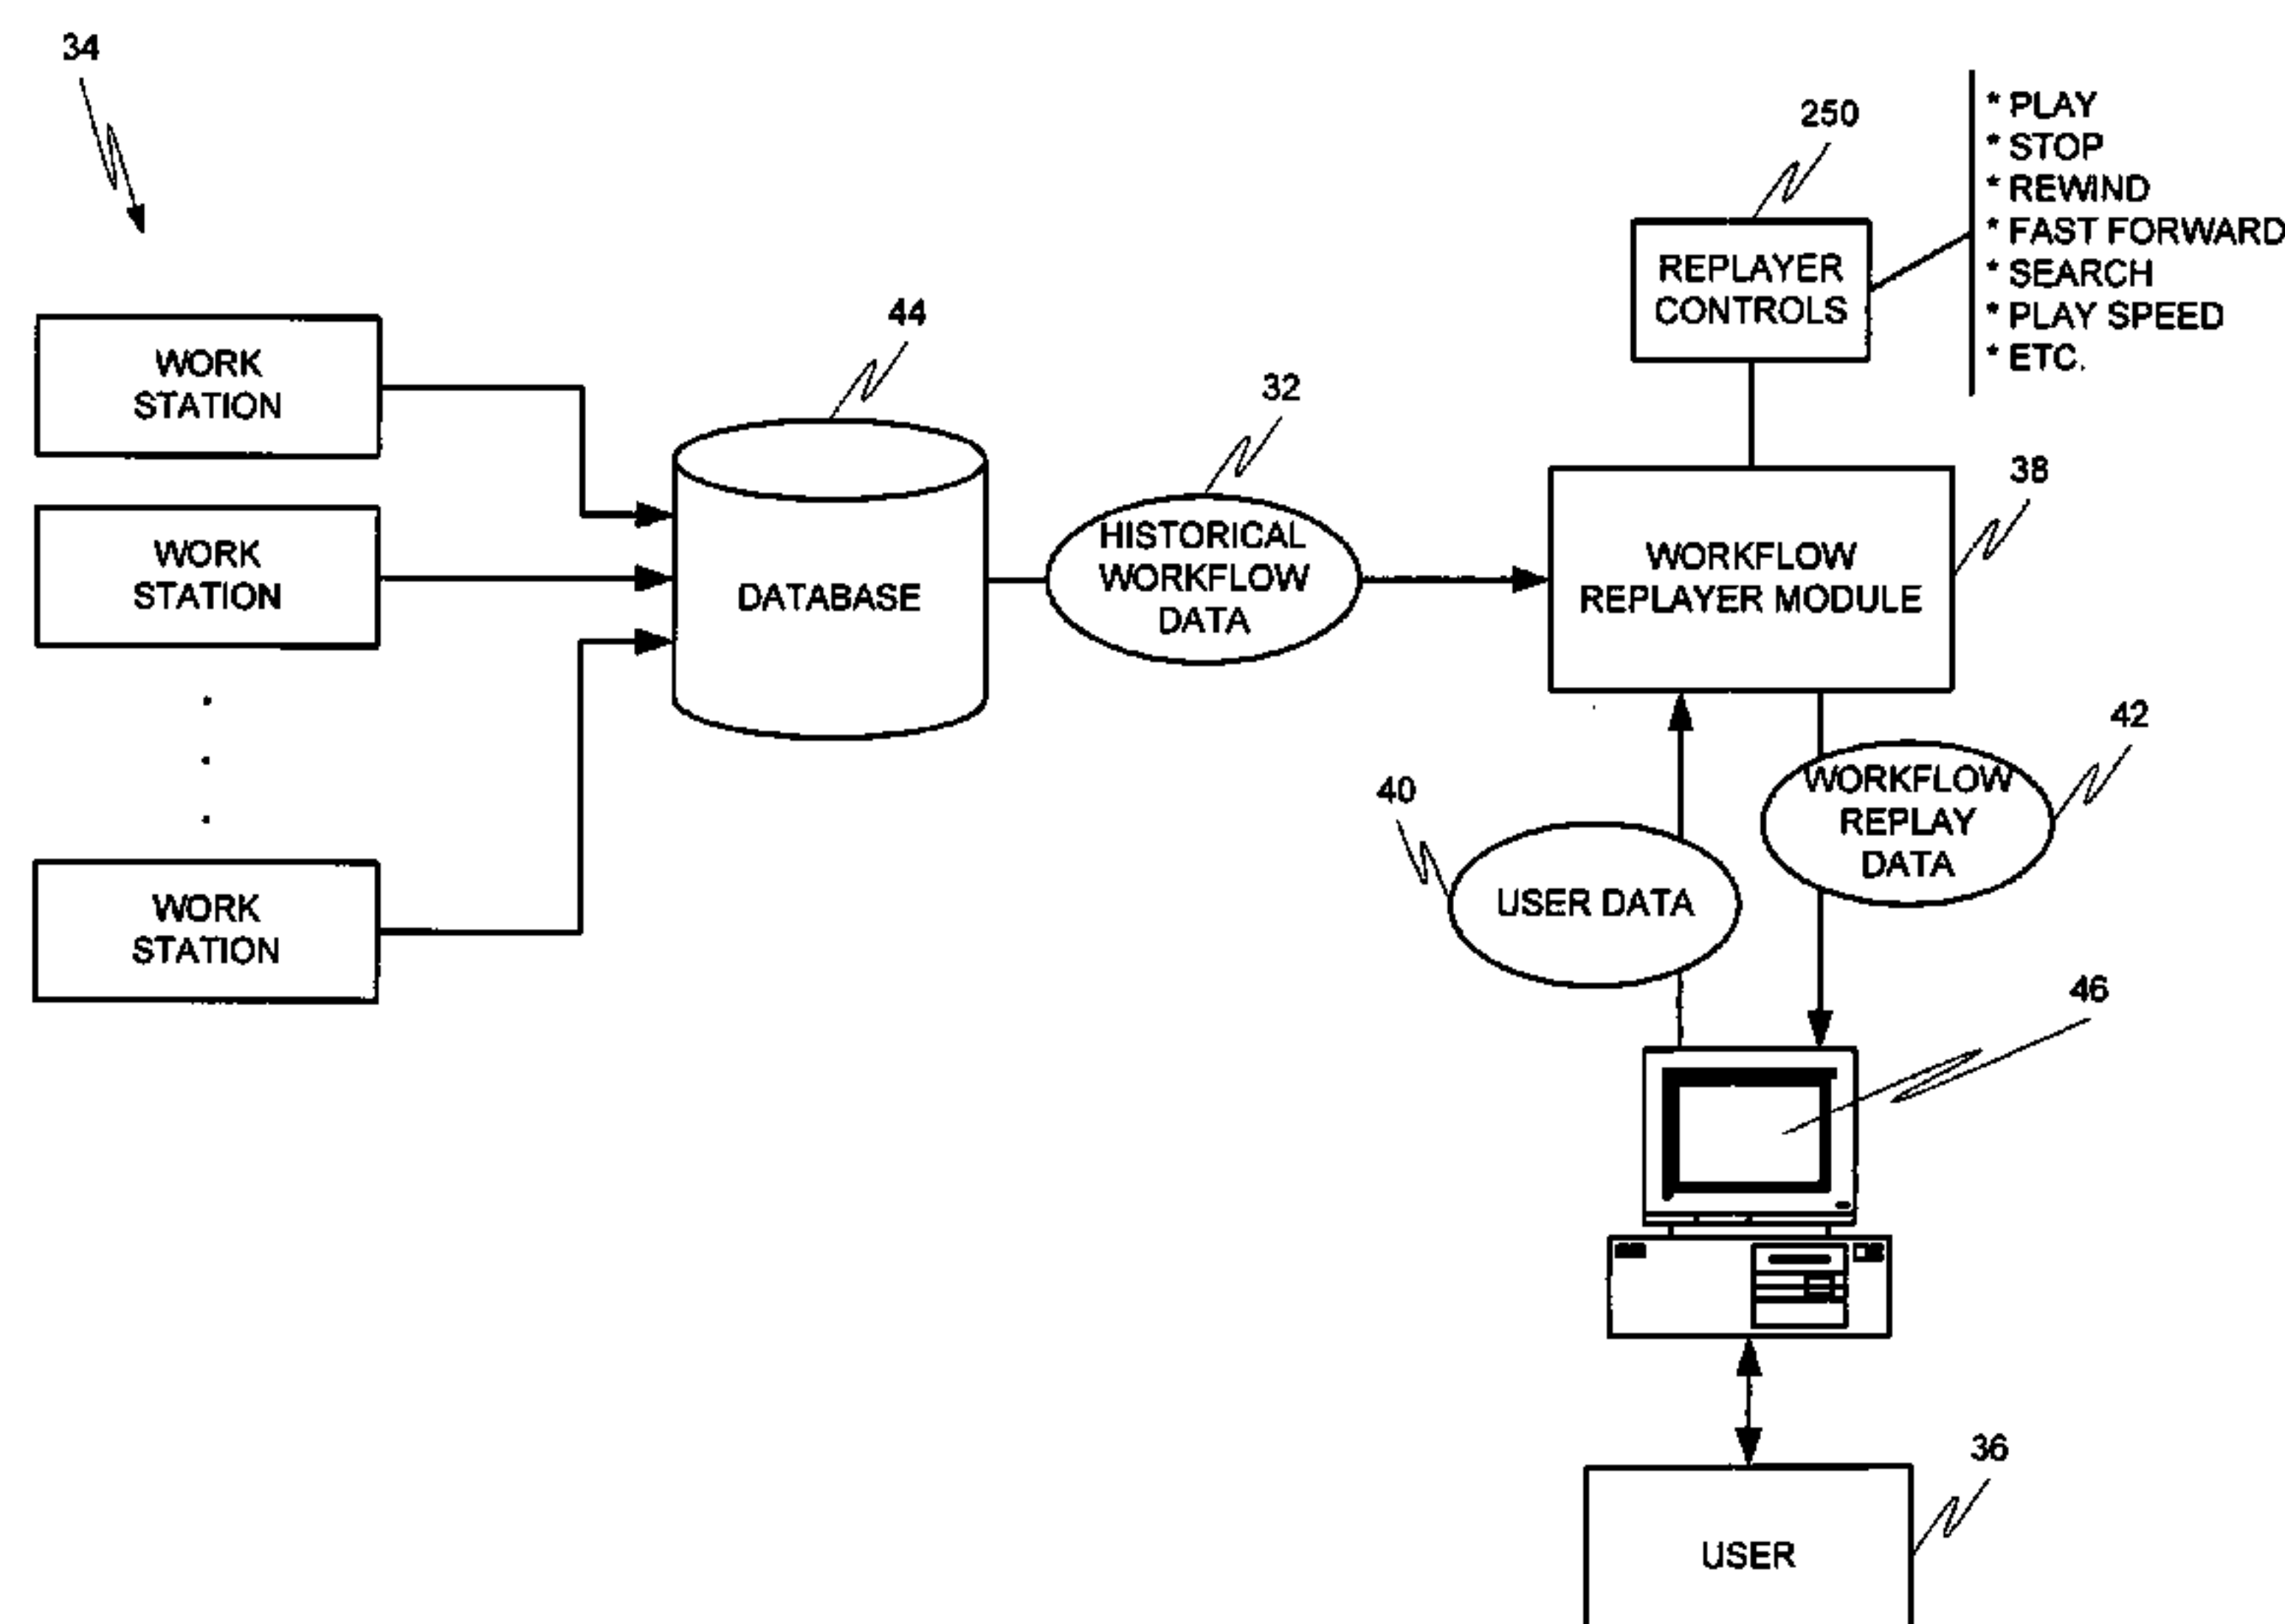 34
250
* PLAY
* STOP
* REWIND
* FAST FORWARD
* SEARCH
* PLAY SPEED
* ETC.
REPLAYER
CONTROLS
WORK
STATION
44
32
38
WORK
STATION
DATABASE
HISTORICAL
WORKFLOW
DATA
WORKFLOW
REPLAYER MODULE
.
.
.
42
40
WORKFLOW
REPLAY
DATA
USER DATA
WORK
STATION
46
36
USER